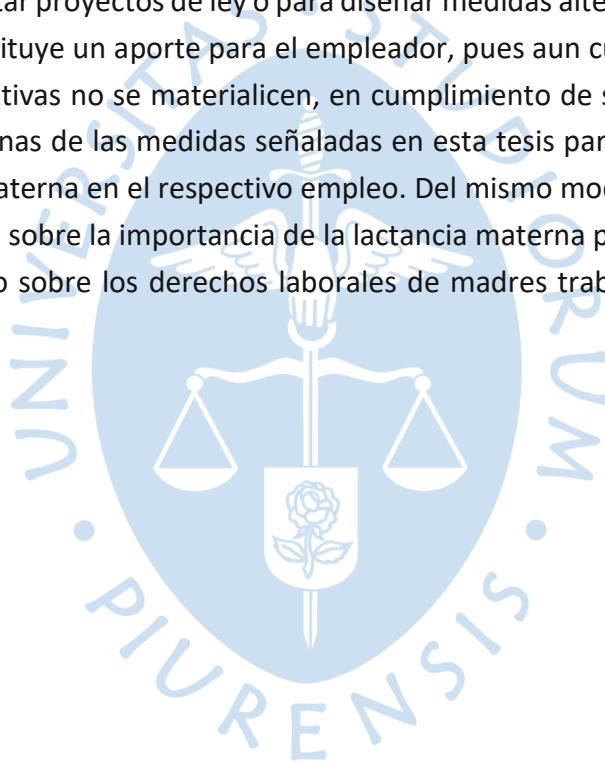 tar proyectos de ley o para diseñar medidas alte
ituye un aporte para el empleador, pues aun cu
tivas no se materialicen, en cumplimiento de s
nas de las medidas señaladas en esta tesis par
aterna en el respectivo empleo. Del mismo mod
sobre la importancia de la lactancia materna p
o sobre los derechos laborales de madres trab
UNIVERSITAS • STUDIORUM • PIURENSIS •